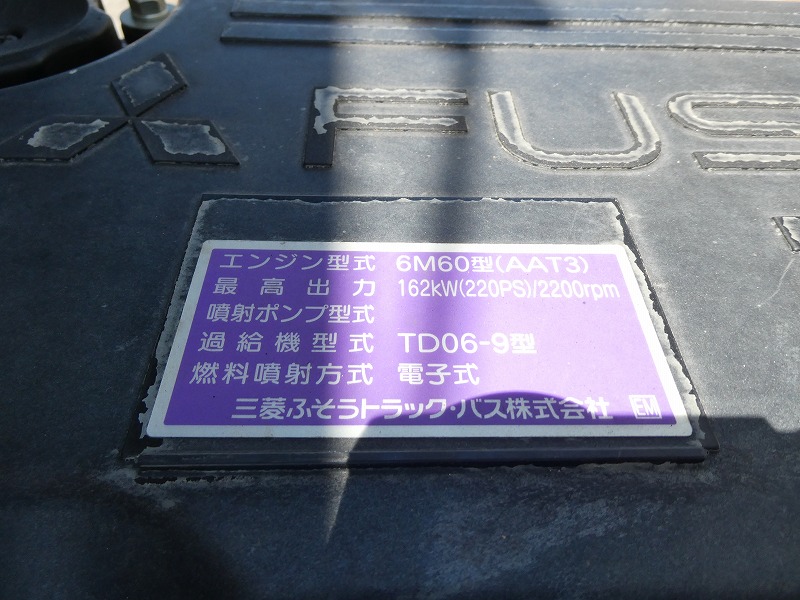 FUS
エンジン型式 6M60型(AAT3)
最高出力 162kW(220PS)/2200rpm
噴射ポンプ型式
過給機型式 TD06-9型
燃料噴射方式 電子式
三菱ふそうトラック・バス株式会社 EM